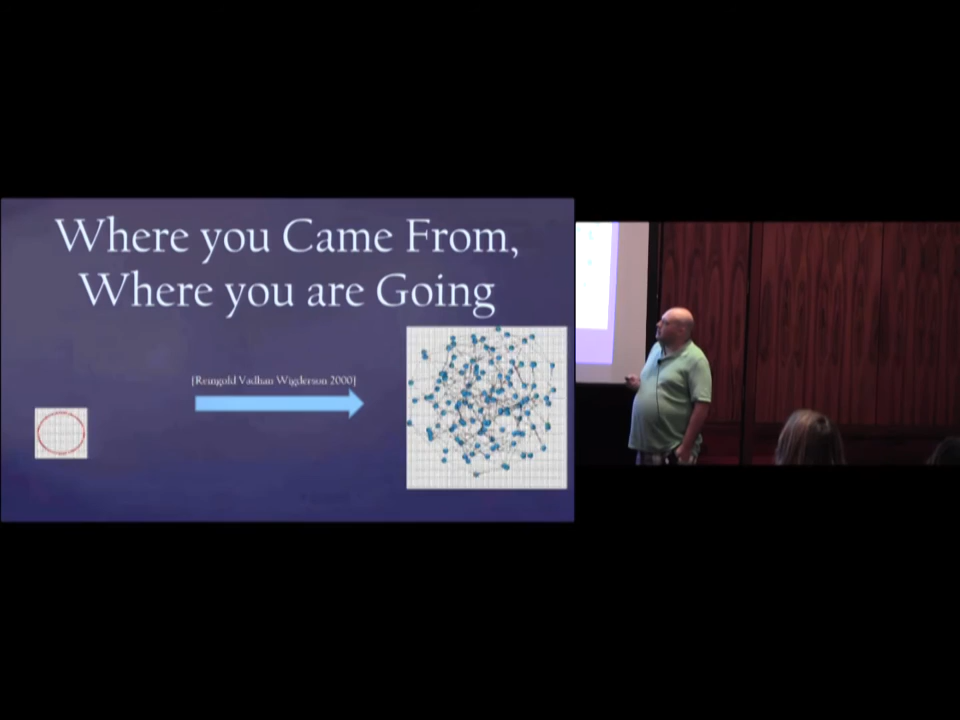 Where you Came From,
Where you are Going
[Reingold Vadhan Wigderson 2000]